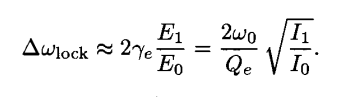 Δω_lock ≈ 2γ_e E_1/E_0 = 2ω_0/Q_e √(I_1/I_0).